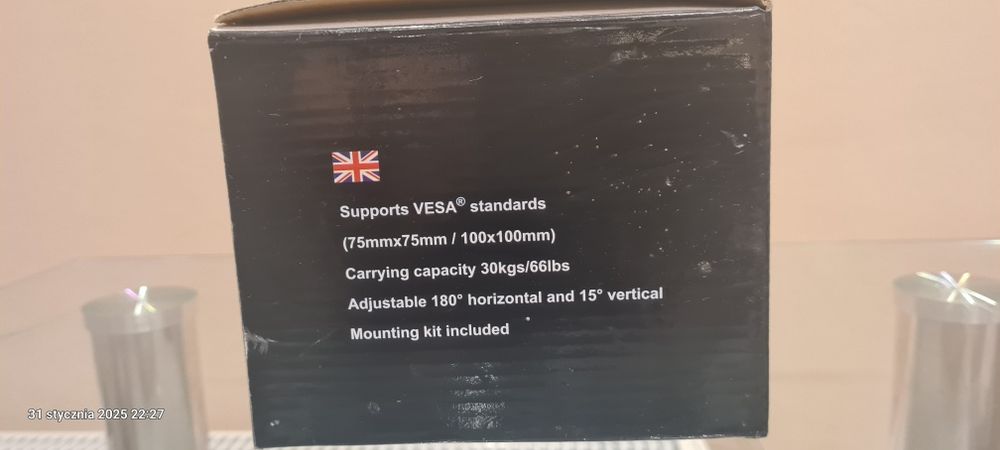 Supports VESA® standards
(75mmx75mm / 100x100mm)
Carrying capacity 30kgs/66lbs
Adjustable 180° horizontal and 15° vertical
Mounting kit included
31 stycznia 2025 22:27